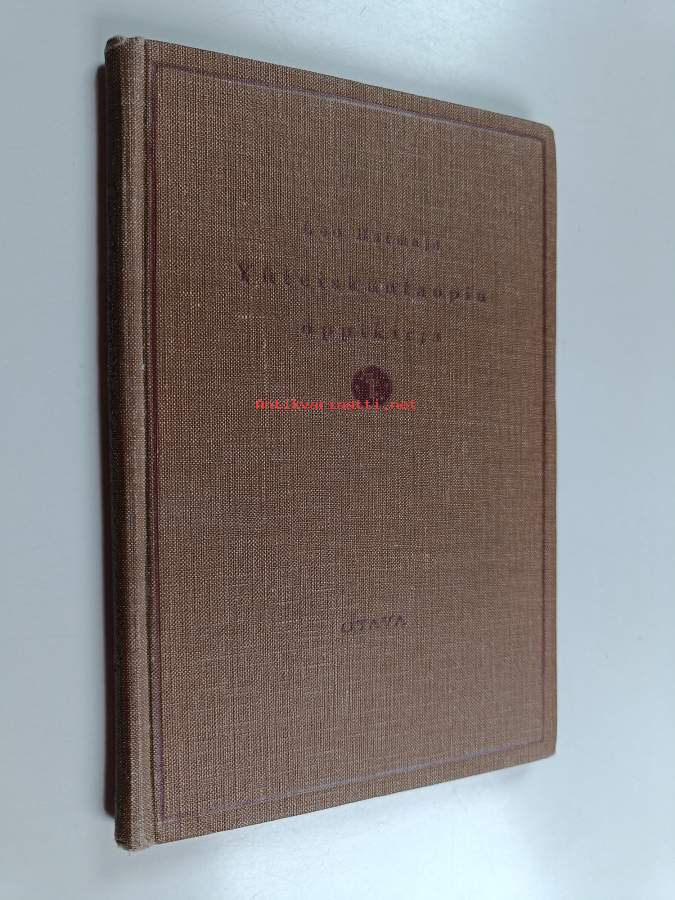 Leo Harmaja
Yhteiskuntaopin
oppikirja
Antikvariaatti.net
OTAVA